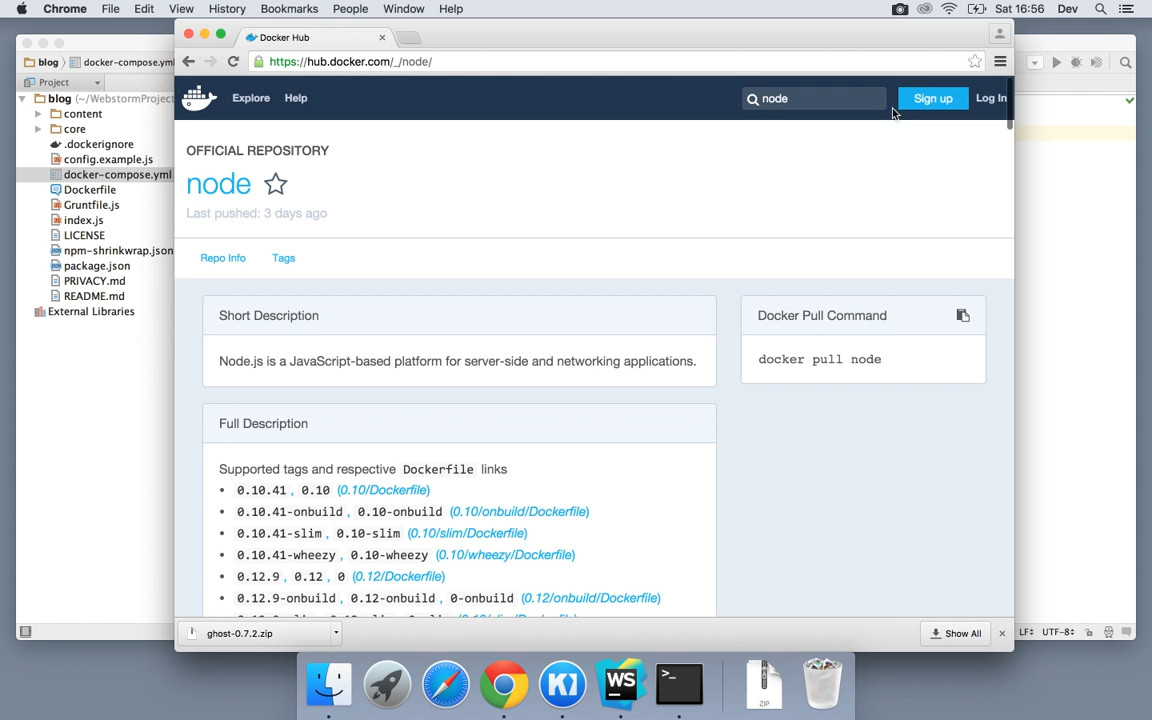 Chrome File Edit View History Bookmarks People Window Help Sat 16:56 Dev
Docker Hub
blog docker-compose.yml
https://hub.docker.com/_/node/
Project
Explore Help node Sign up Log In
blog (~/WebstormProject
content
core
.dockerignore
config.example.js
docker-compose.yml
Dockerfile
Gruntfile.js
index.js
LICENSE
npm-shrinkwrap.json
package.json
PRIVACY.md
README.md
External Libraries
OFFICIAL REPOSITORY
node
Last pushed: 3 days ago
Repo Info Tags
Short Description
Node.js is a JavaScript-based platform for server-side and networking applications.
Docker Pull Command
docker pull node
Full Description
Supported tags and respective Dockerfile links
0.10.41, 0.10 (0.10/Dockerfile)
0.10.41-onbuild, 0.10-onbuild (0.10/onbuild/Dockerfile)
0.10.41-slim, 0.10-slim (0.10/slim/Dockerfile)
0.10.41-wheezy, 0.10-wheezy (0.10/wheezy/Dockerfile)
0.12.9, 0.12, 0 (0.12/Dockerfile)
0.12.9-onbuild, 0.12-onbuild, 0-onbuild (0.12/onbuild/Dockerfile)
ghost-0.7.2.zip Show All
LF UTF-8
WS
ZIP